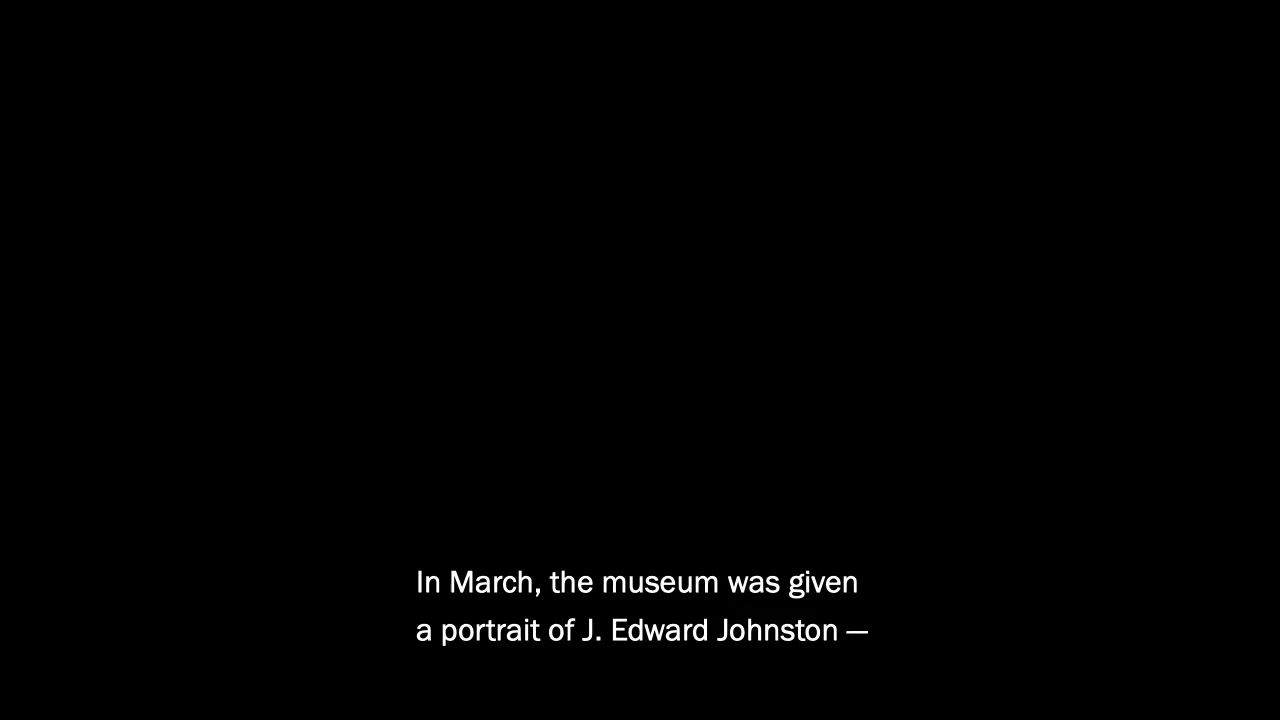 In March, the museum was given
a portrait of J. Edward Johnston —